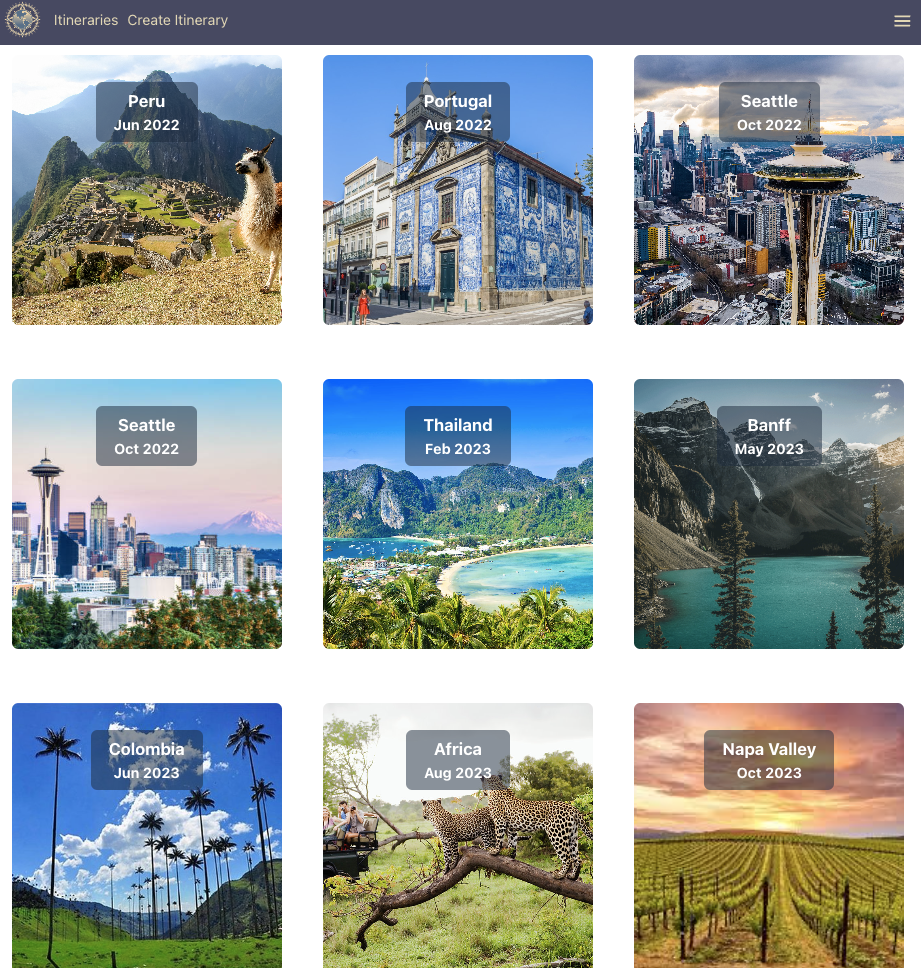 Itineraries Create Itinerary
Peru
Jun 2022
Portugal
Aug 2022
Seattle
Oct 2022
Seattle
Oct 2022
Thailand
Feb 2023
Banff
May 2023
Colombia
Jun 2023
Africa
Aug 2023
Napa Valley
Oct 2023